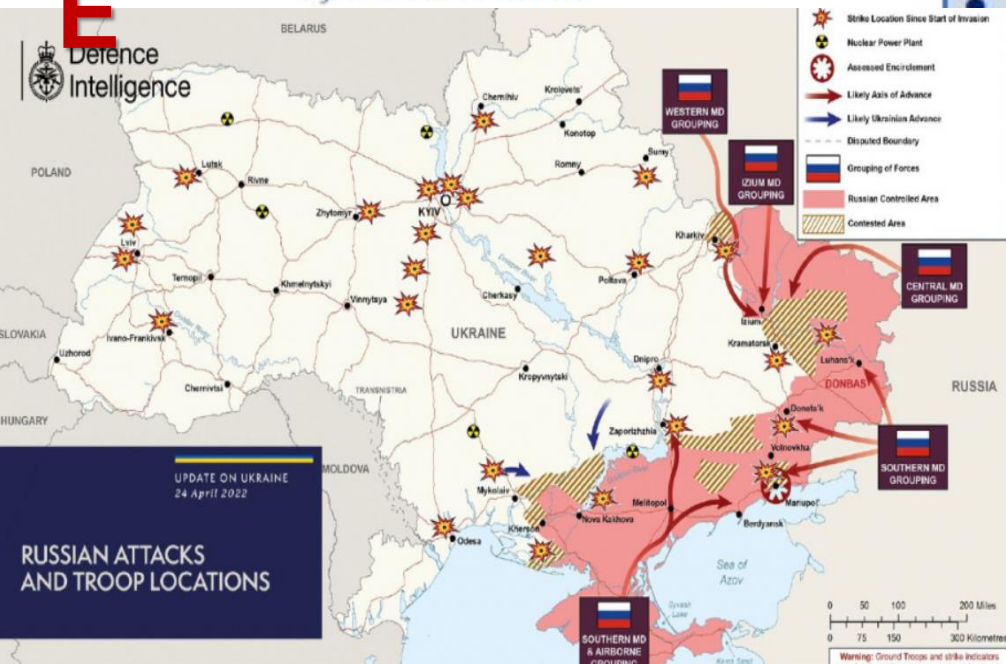 E
Defence
Intelligence
BELARUS
POLAND
SLOVAKIA
HUNGARY
MOLDOVA
TRANSNISTRIA
UKRAINE
RUSSIA
DONBAS
Chernihiv
Krolevets'
Konotop
Sumy
Romny
Lutsk
Rivne
Zhytomyr
KYIV
Lviv
Ternopil
Khmelnytskyi
Vinnytsya
Cherkasy
Poltava
Kharkiv
Izium
Kramatorsk
Luhans'k
Ivano-Frankivsk
Uzhorod
Chernivtsi
Kropyvnytski
Dnipro
Donets'k
Zaporizhzhia
Volnovkha
Mariupol'
Mykolaiv
Melitopol
Berdyansk
Kherson
Nova Kakhova
Odesa
Sea of
Azov
WESTERN MD
GROUPING
IZIUM MD
GROUPING
CENTRAL MD
GROUPING
SOUTHERN MD
GROUPING
SOUTHERN MD
& AIRBORNE
GROUPING
Strike Location Since Start of Invasion
Nuclear Power Plant
Assessed Encirclement
Likely Axis of Advance
Likely Ukrainian Advance
Disputed Boundary
Grouping of Forces
Russian Controlled Area
Contested Area
UPDATE ON UKRAINE
24 April 2022
RUSSIAN ATTACKS
AND TROOP LOCATIONS
0 50 100 200 Miles
0 75 150 300 Kilometres
Warning: Ground Troops and strike indicators